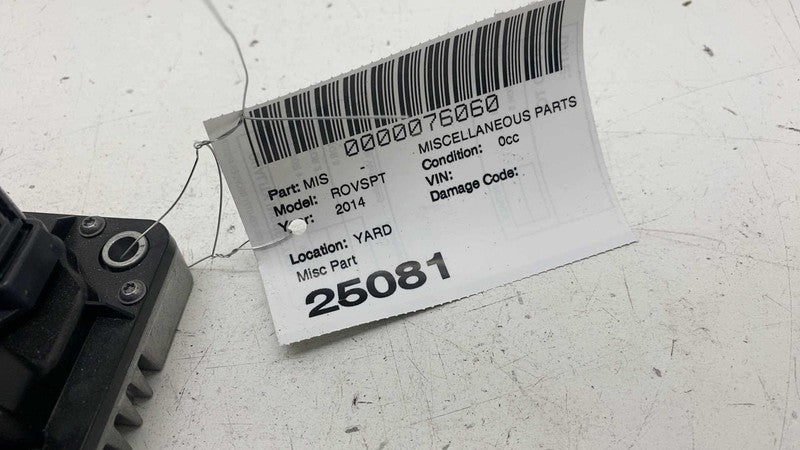 0000076060
Part: MIS - MISCELLANEOUS PARTS
Model: ROVSPT Condition: 0cc
Year: 2014 VIN:
Damage Code:
Location: YARD
Misc Part
25081